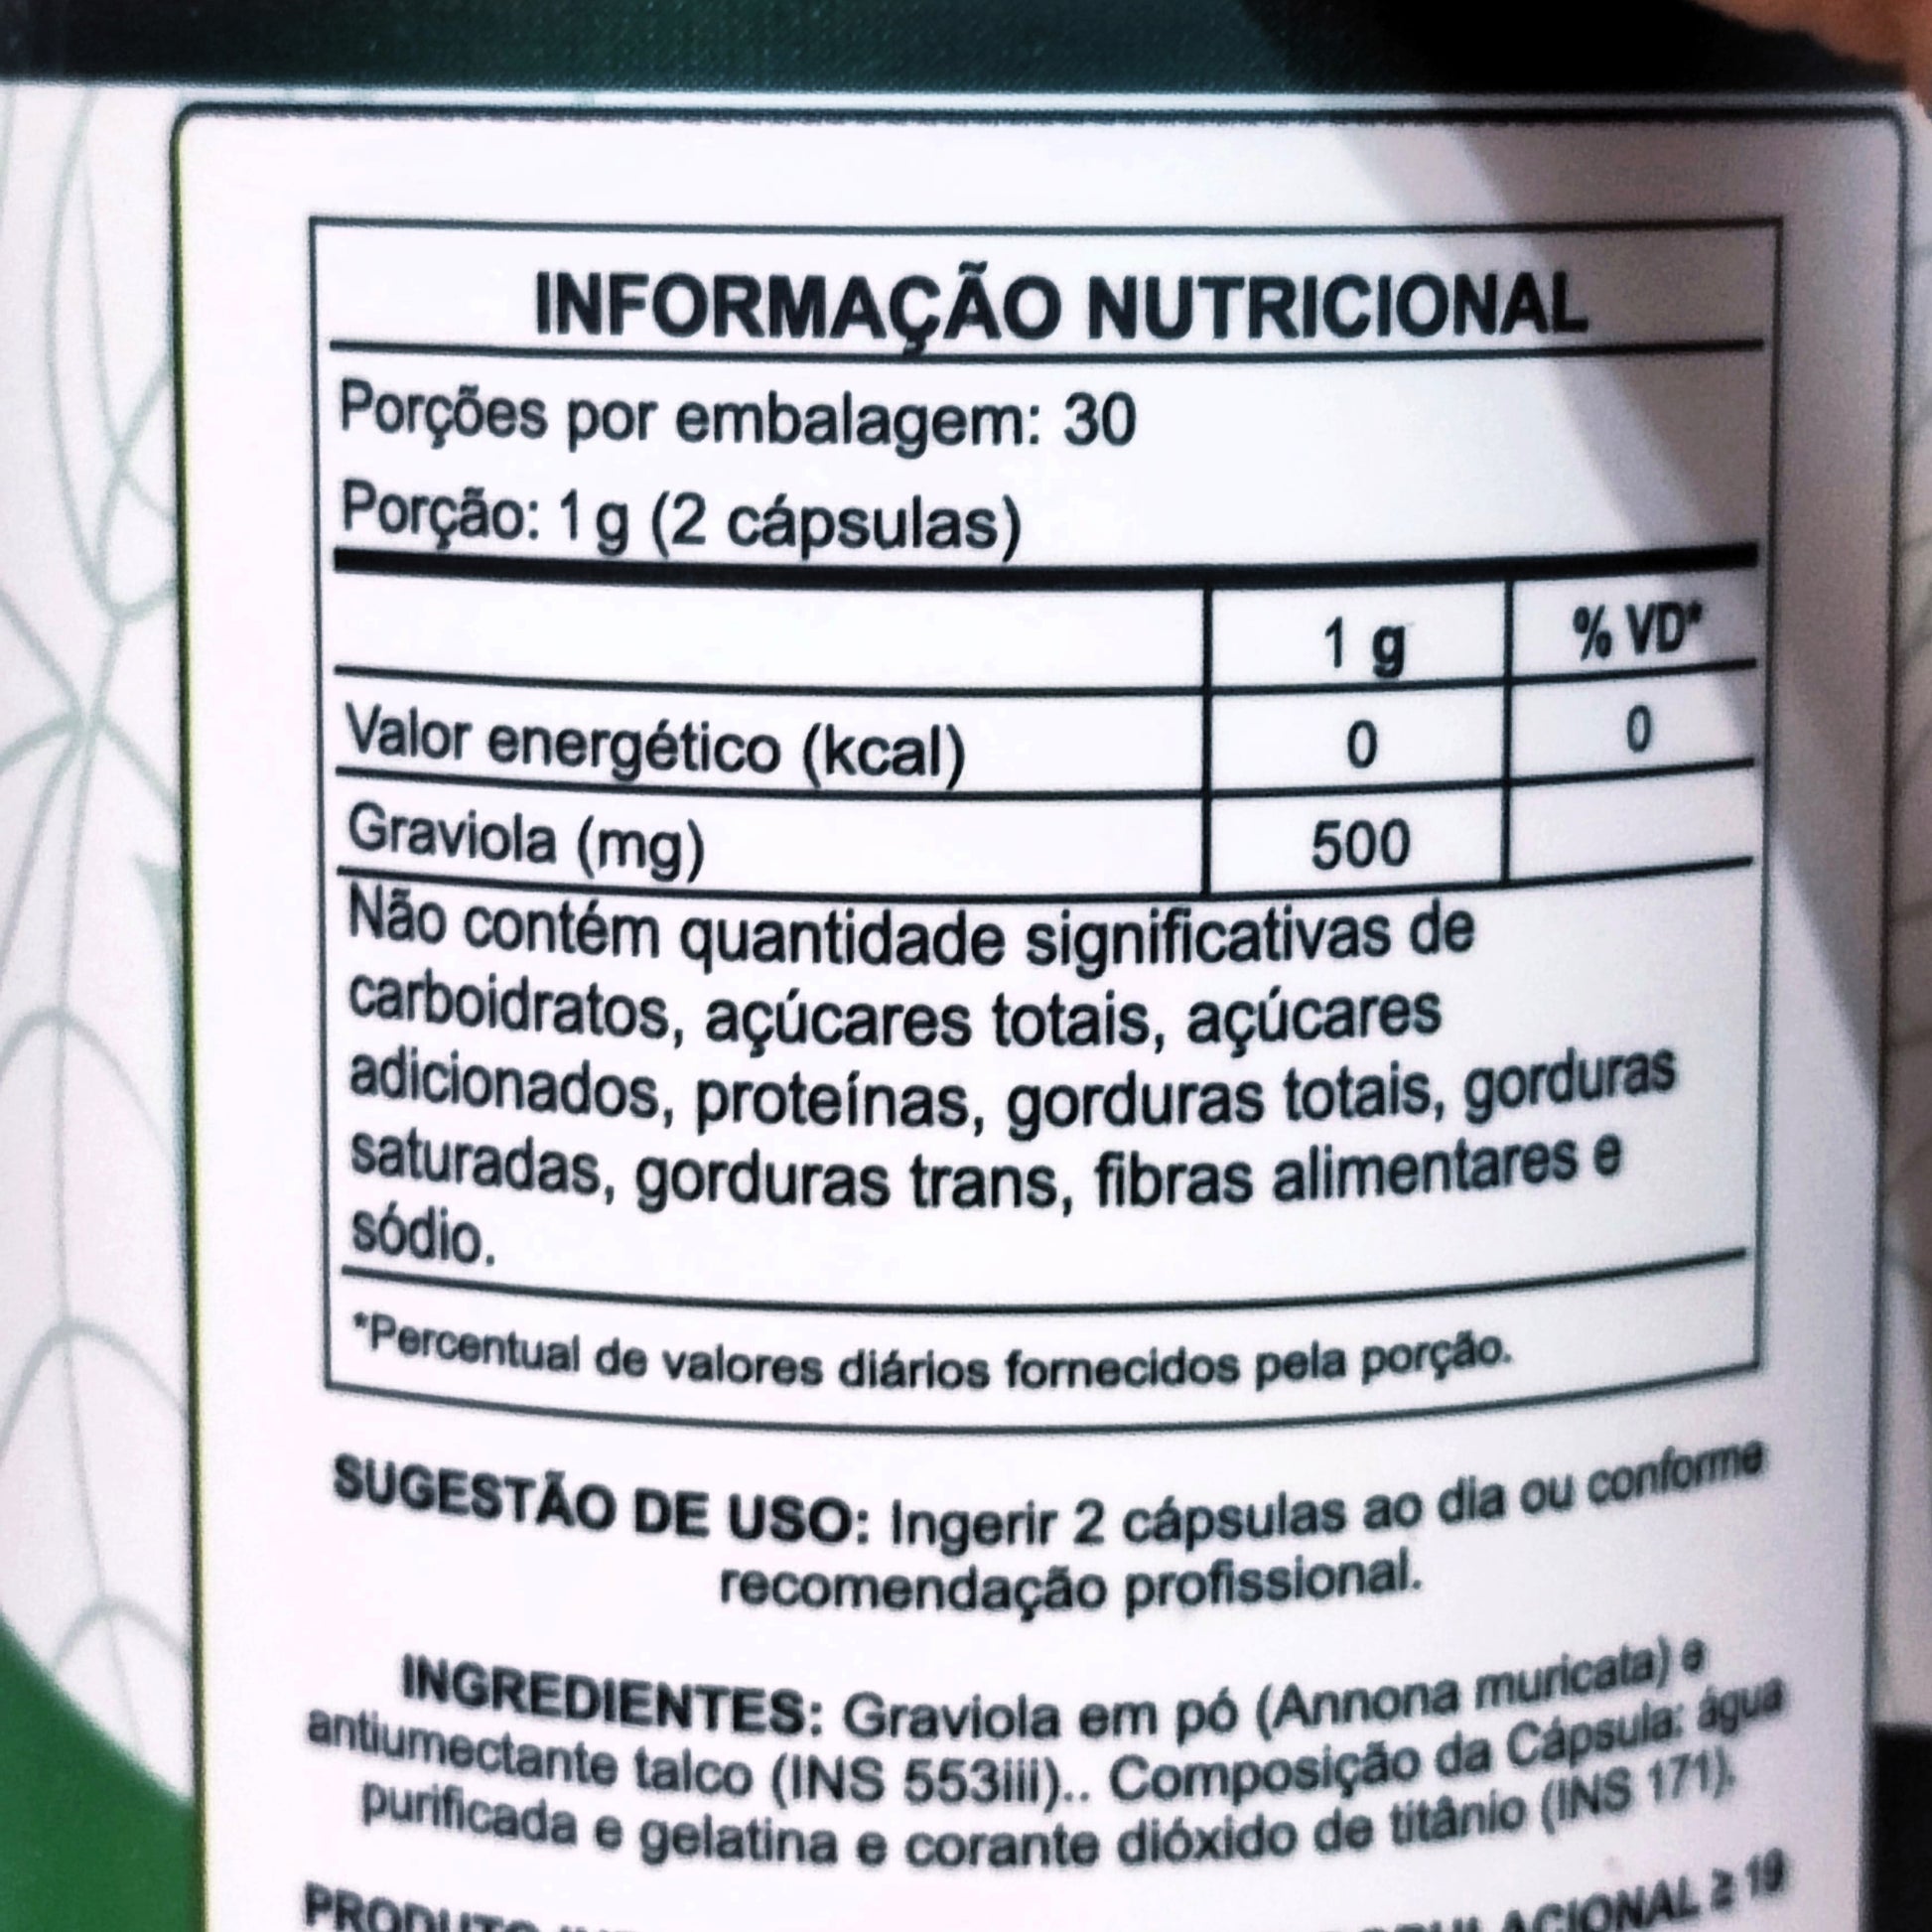 INFORMAÇÃO NUTRICIONAL
Porções por embalagem: 30
Porção: 1 g (2 cápsulas)
1 g % VD*
Valor energético (kcal) 0 0
Graviola (mg) 500
Não contém quantidade significativas de
carboidratos, açúcares totais, açúcares
adicionados, proteínas, gorduras totais, gorduras
saturadas, gorduras trans, fibras alimentares e
sódio.
*Percentual de valores diários fornecidos pela porção.
SUGESTÃO DE USO: Ingerir 2 cápsulas ao dia ou conforme
recomendação profissional.
INGREDIENTES: Graviola em pó (Annona muricata) e
antiumectante talco (INS 553iii).. Composição da Cápsula: água
purificada e gelatina e corante dióxido de titânio (INS 171).
≥ 19